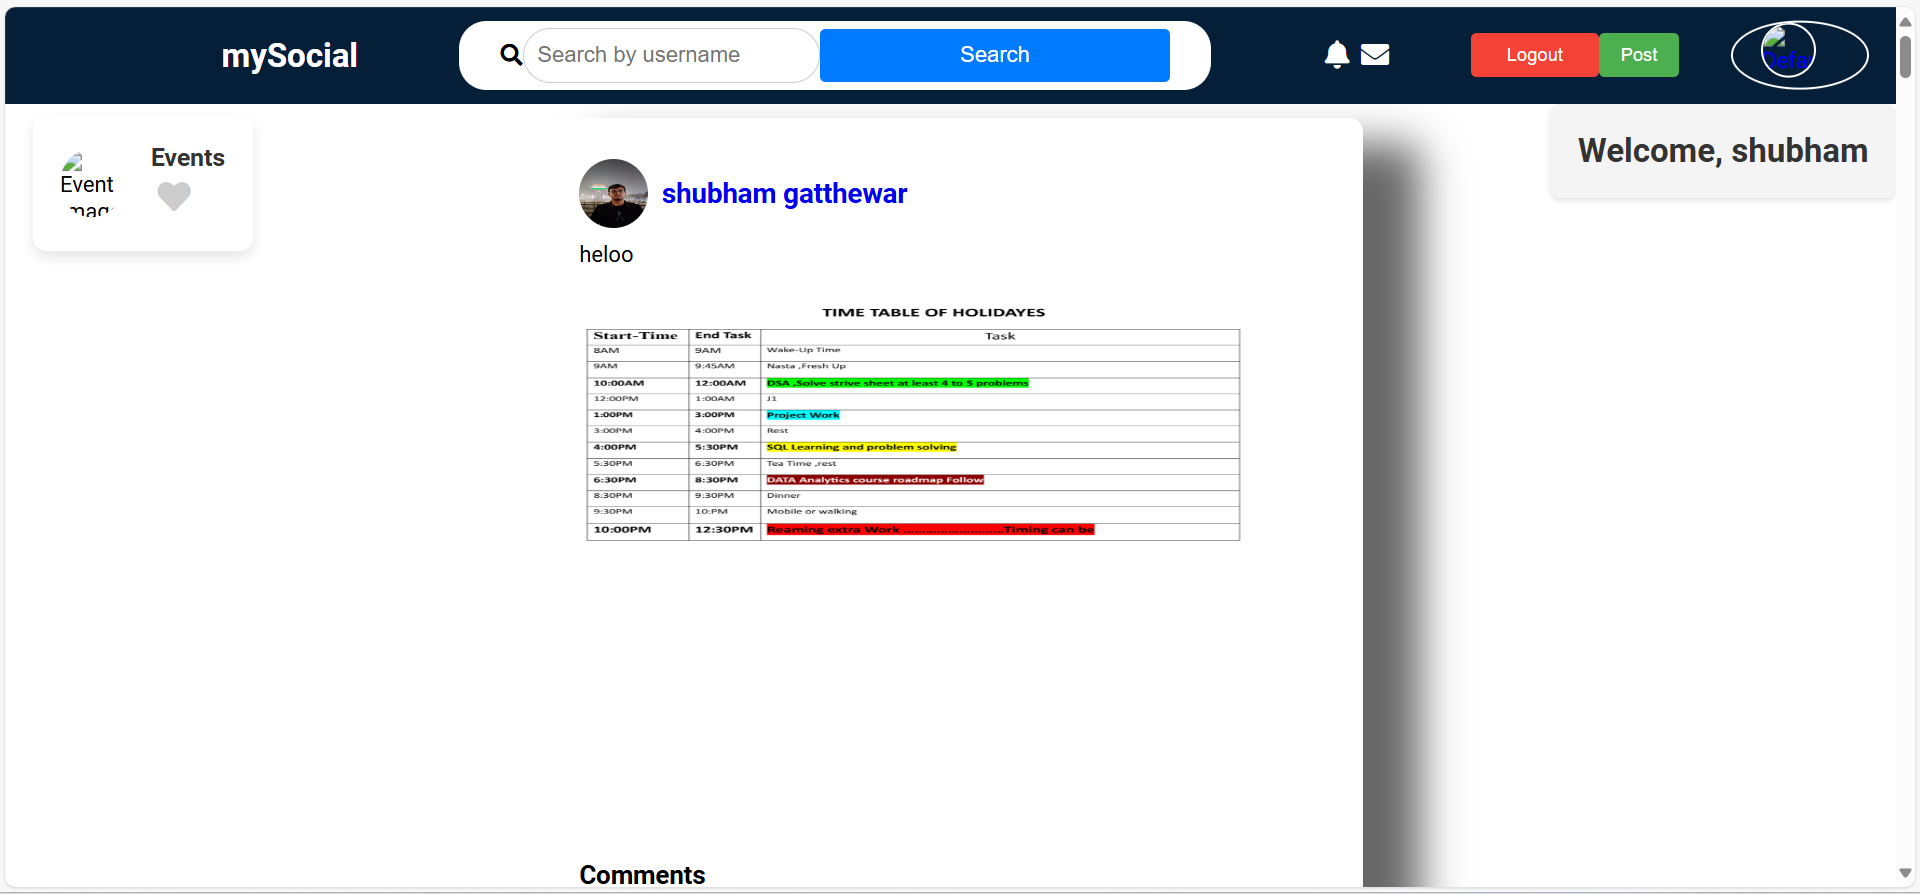 mySocial
Search by username
Search
Logout
Post
Defa
Events
Event
Welcome, shubham
shubham gatthewar
heloo
TIME TABLE OF HOLIDAYES
Start-Time End Task Task
8AM 9AM Wake-Up Time
9AM 9:45AM Nasta ,Fresh Up
10:00AM 12:00AM DSA ,Solve strive sheet at least 4 to 5 problems
12:00PM 1:00AM J1
1:00PM 3:00PM Project Work
3:00PM 4:00PM Rest
4:00PM 5:30PM SQL Learning and problem solving
5:30PM 6:30PM Tea Time ,rest
6:30PM 8:30PM DATA Analytics course roadmap Follow
8:30PM 9:30PM Dinner
9:30PM 10:PM Mobile or walking
10:00PM 12:30PM Reaming extra Work ...........................Timing can be
Comments